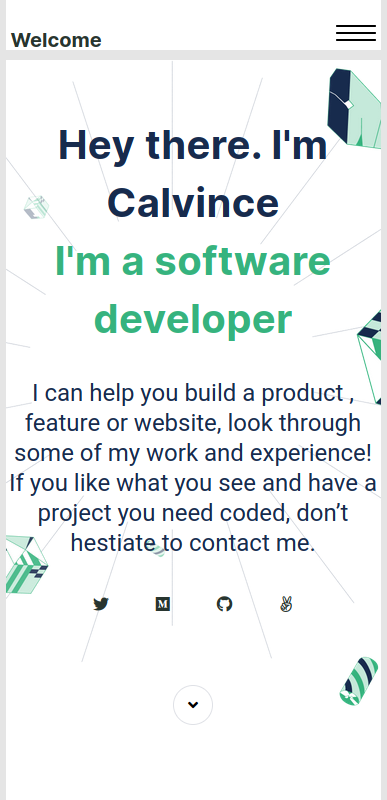 Welcome
Hey there. I'm
Calvince
I'm a software
developer
I can help you build a product ,
feature or website, look through
some of my work and experience!
If you like what you see and have a
project you need coded, don’t
hestiate to contact me.